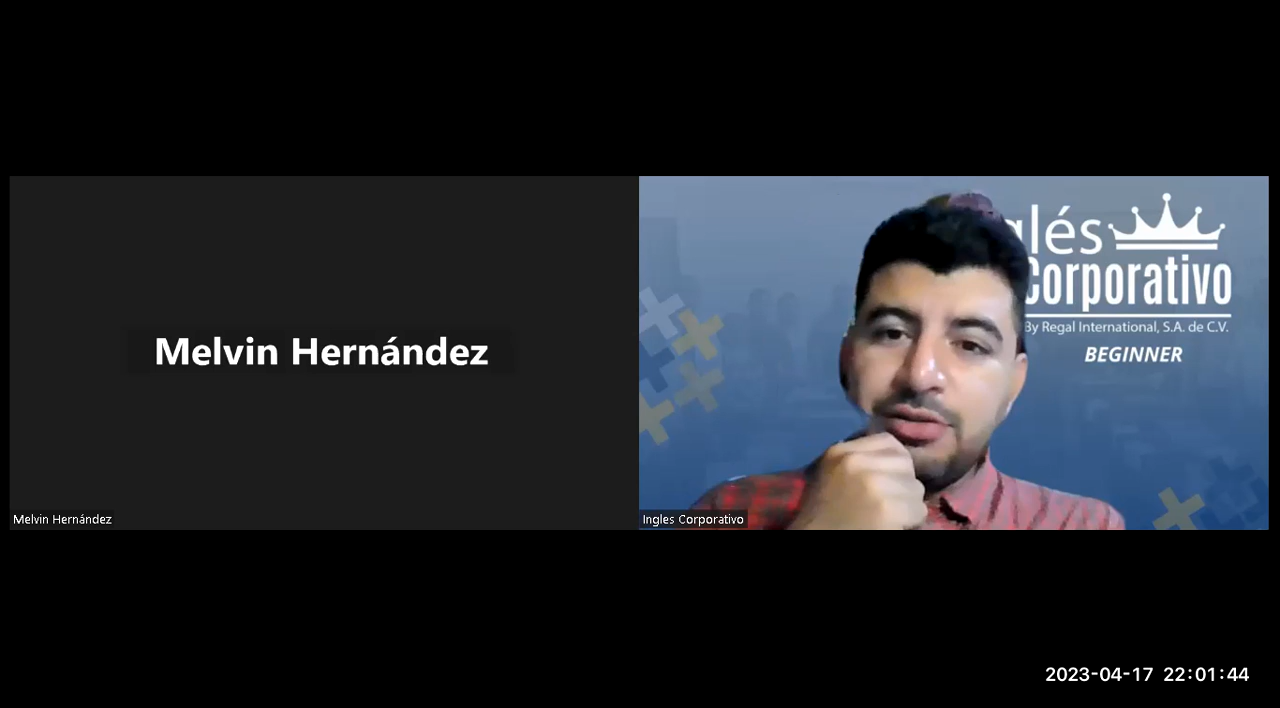 Melvin Hernández
Melvin Hernández
glés
Corporativo
By Regal International, S.A. de C.V.
BEGINNER
Ingles Corporativo
2023-04-17 22:01:44